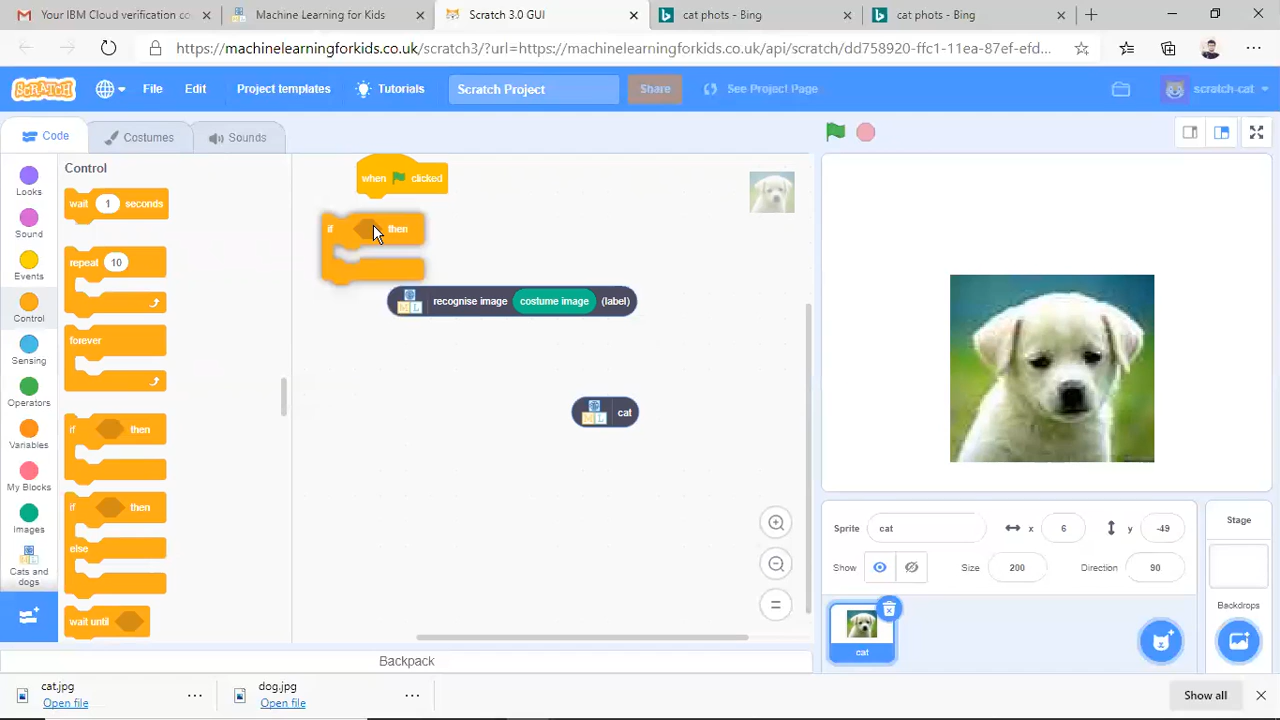 Your IBM Cloud verification co
Machine Learning for Kids
Scratch 3.0 GUI
cat phots - Bing
cat phots - Bing
https://machinelearningforkids.co.uk/scratch3/?url=https://machinelearningforkids.co.uk/api/scratch/dd758920-ffc1-11ea-87ef-efd...
SCRATCH
File
Edit
Project templates
Tutorials
Scratch Project
Share
See Project Page
scratch-cat
Code
Costumes
Sounds
Looks
Sound
Events
Control
Sensing
Operators
Variables
My Blocks
Images
Cats and
dogs
Control
wait 1 seconds
repeat 10
forever
if then
if then
else
wait until
when clicked
if then
recognise image costume image (label)
M L
cat
M L
Sprite cat x 6 y -49
Show Size 200 Direction 90
cat
Stage
Backdrops
Backpack
cat.jpg
Open file
dog.jpg
Open file
Show all